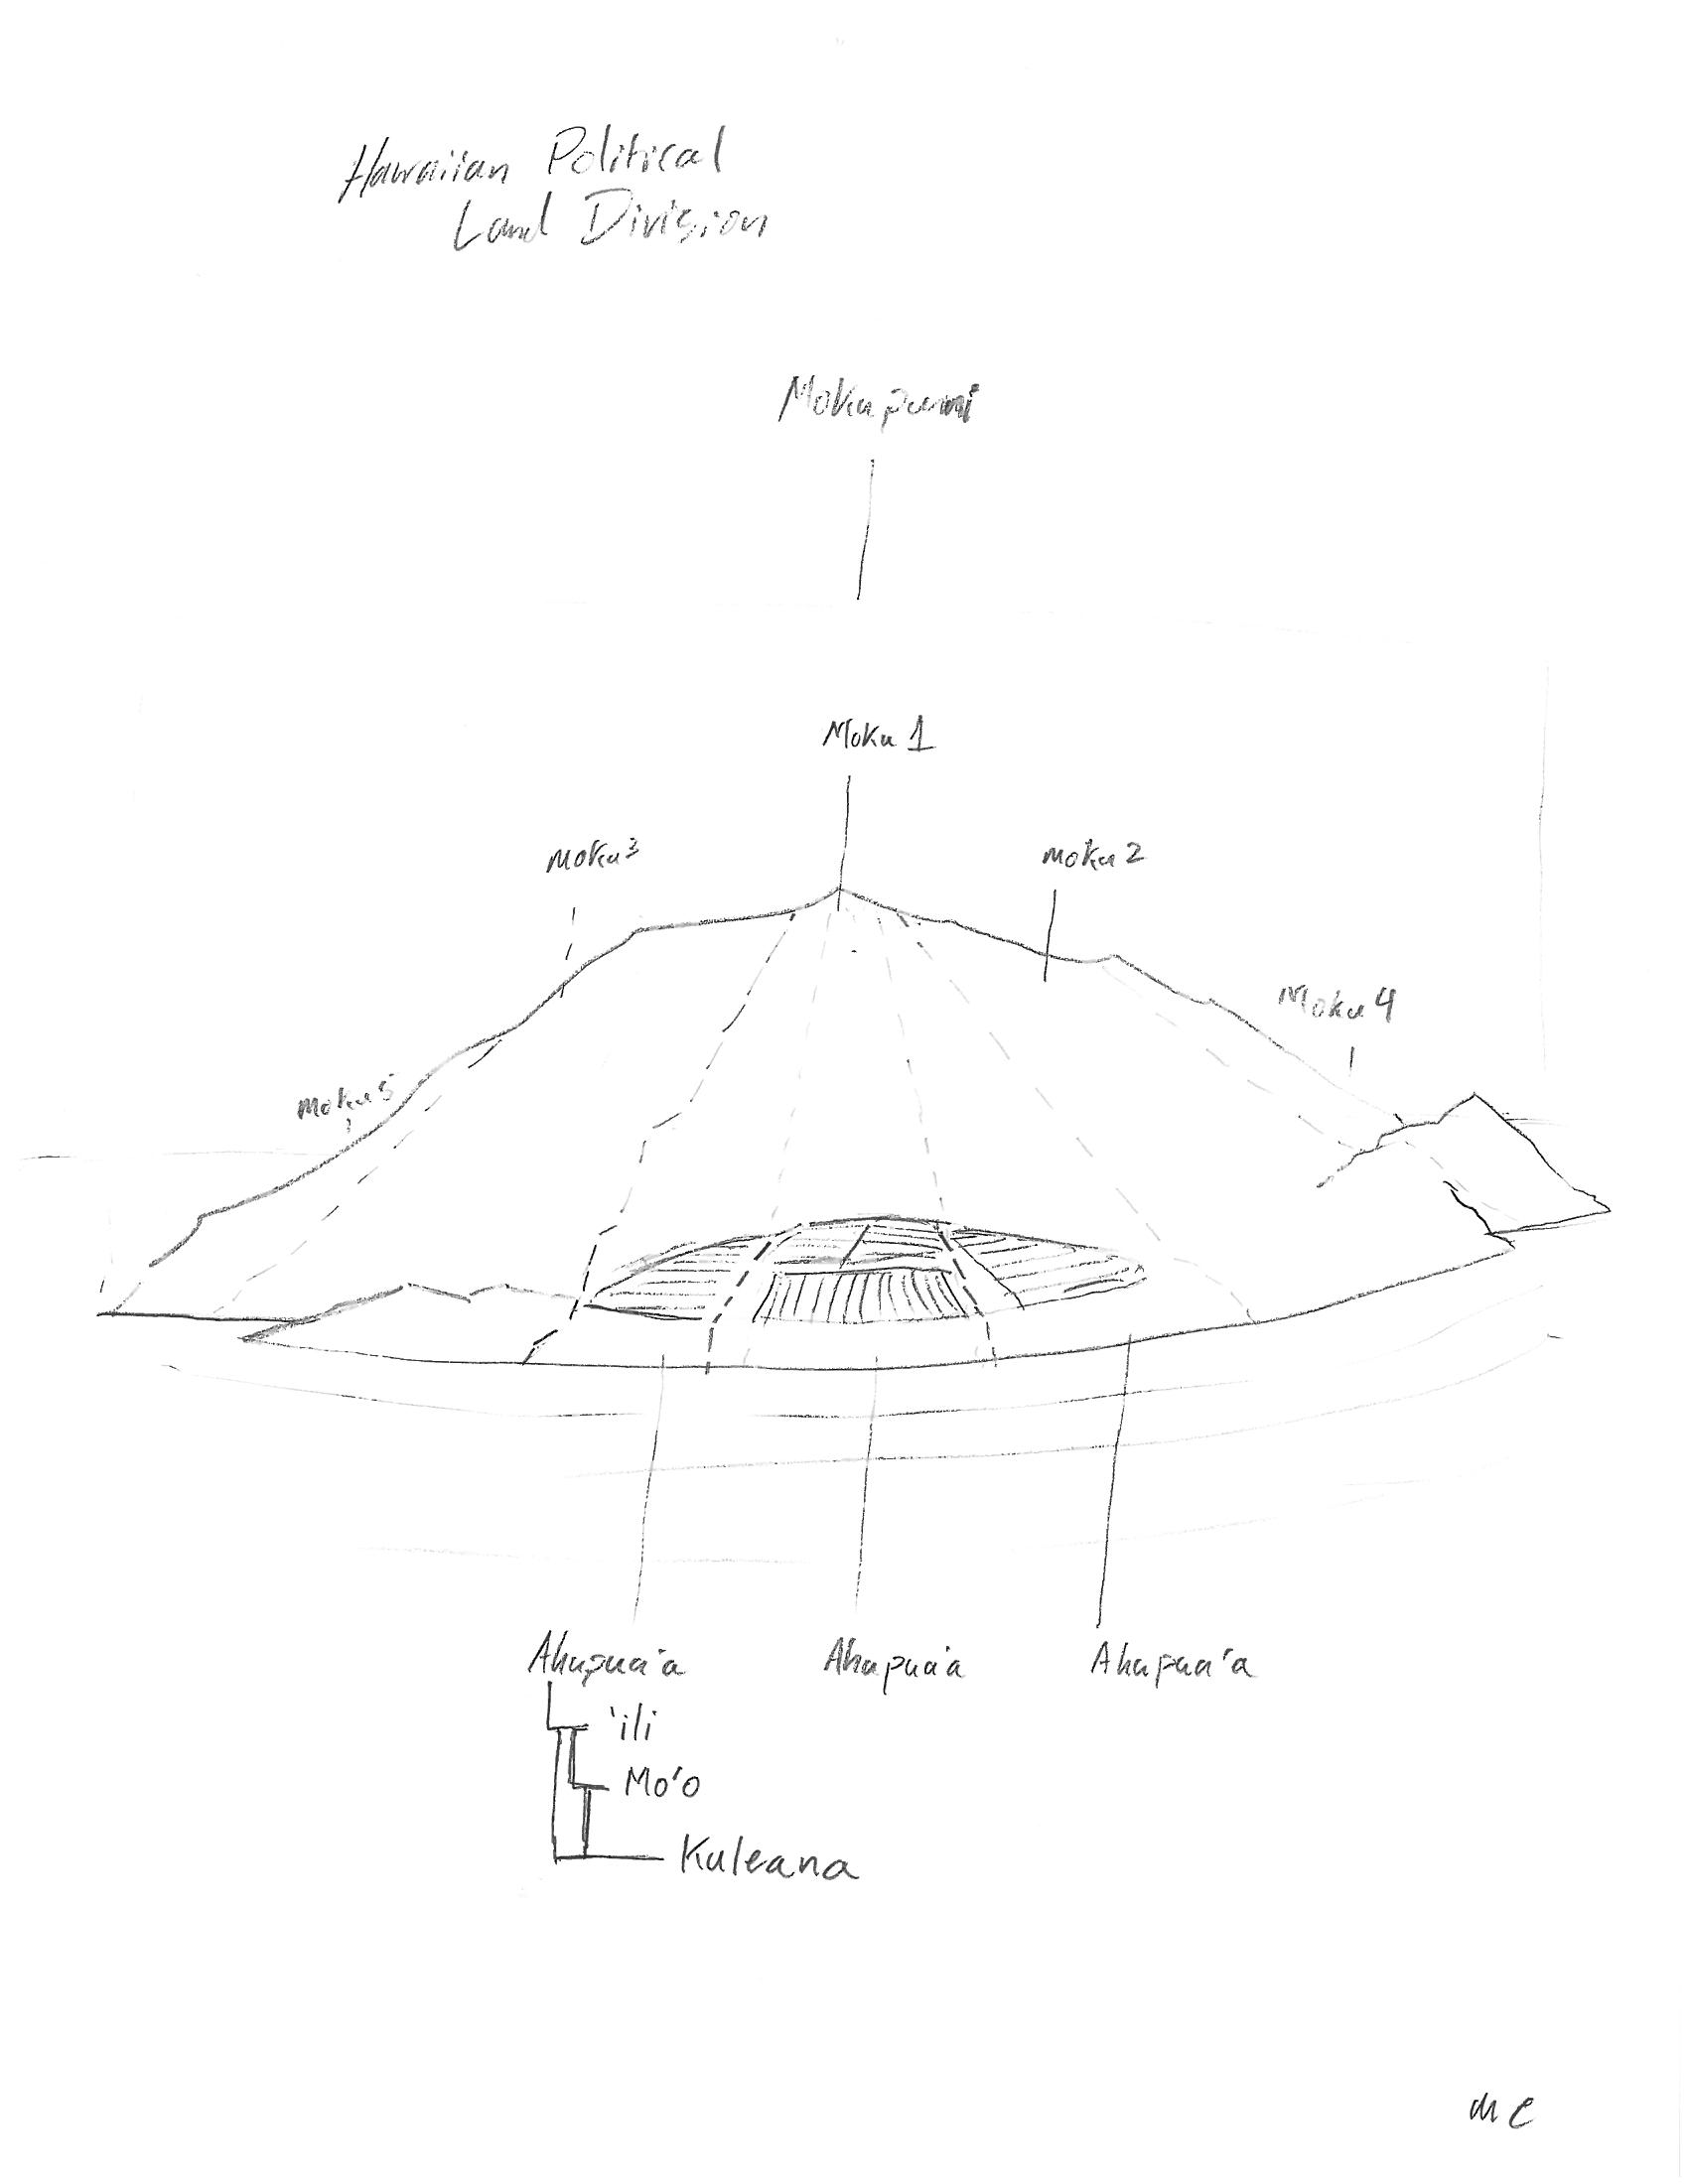 Hawaiian Political
Land Division
Mokupuni
Moku 1
Moku 3
Moku 2
Moku 4
Moku 5
Ahupua'a
Ahupua'a
Ahupua'a
'ili
Mo'o
Kuleana